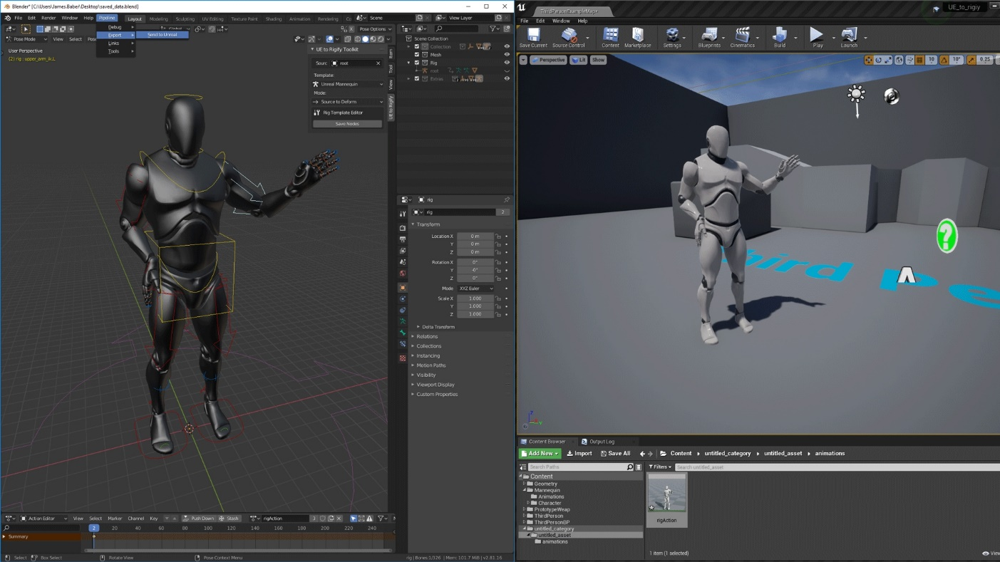 Blender* [C:\Users\James.Baber\Desktop\saved_data.blend]
File Edit Render Window Help Pipeline Layout Modeling Sculpting UV Editing Texture Paint Shading Animation Rendering Co Scene View Layer
Debug
Export Send to Unreal
Links
Tools
Pose Mode View Select Pos
Global
Pose Options
User Perspective
(2) rig : upper_arm_ik.L
UE to Rigify Toolkit
Sourc root
Template:
Unreal Mannequin
Mode:
Source to Deform
Rig Template Editor
Save Nodes
Item
Tool
View
UE to Rigify
Scene Collection
Collection
Mesh
Rig
root
Extras
rig
rig 2
Transform
Location X 0 m
Y 0 m
Z 0 m
Rotation X 0°
Y -0°
Z 0°
Mode XYZ Euler
Scale X 1.000
Y 1.000
Z 1.000
Delta Transform
Relations
Collections
Instancing
Motion Paths
Visibility
Viewport Display
Custom Properties
Action Editor View Select Marker Channel Key Push Down Stash rigAction 3
2 20 40 60 80 100 120 140 160 180 200 220 240
Summary
Select Box Select Rotate View Pose Context Menu rig | Bones:1/326 | Mem: 101.7 MiB | v2.81.16
ThirdPersonExampleMap
UE_to_rigiy
File Edit Window Help
Save Current Source Control Content Marketplace Settings Blueprints Cinematics Build Play Launch
Perspective Lit Show 10 10° 0.25
Third Pe
Z
Y
Content Browser Output Log
Add New Import Save All Content untitled_category untitled_asset animations
Search Paths
Filters Search untitled_asset
Content
Geometry
Mannequin
Animations
Character
PrototypeWeap
ThirdPerson
ThirdPersonBP
untitled_category
untitled_asset
animations
rigAction
1 item (1 selected)
View